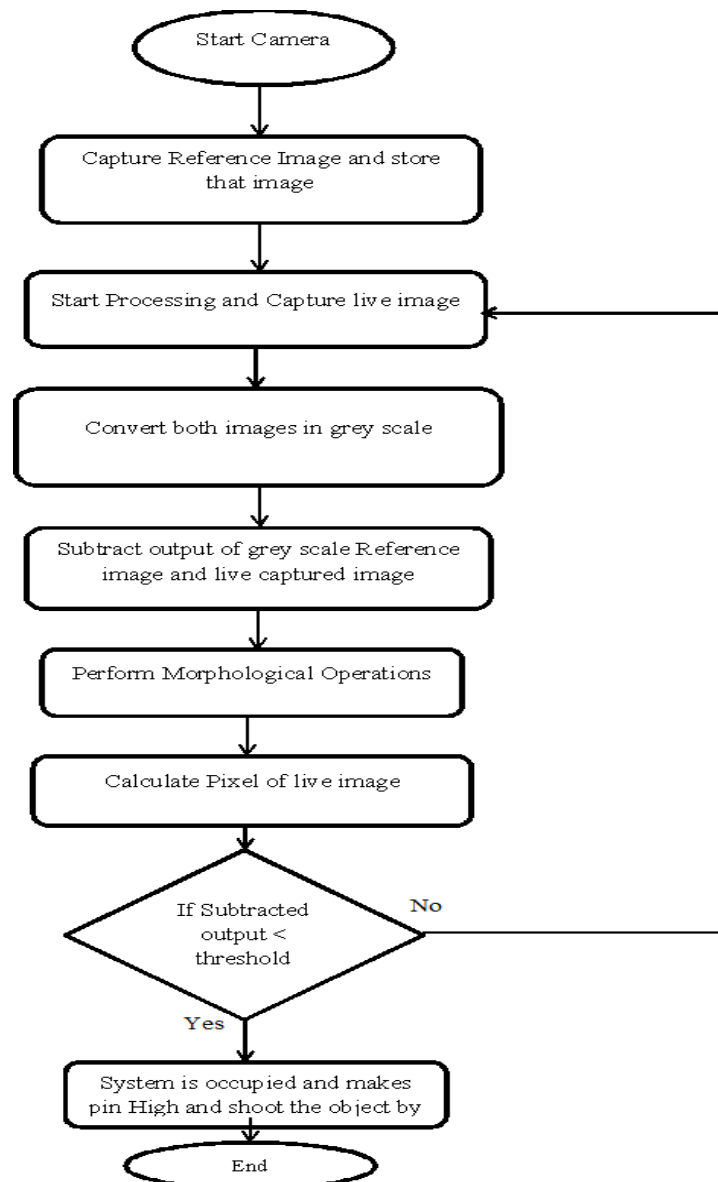 Start Camera
Capture Reference Image and store
that image
Start Processing and Capture live image
Convert both images in grey scale
Subtract output of grey scale Reference
image and live captured image
Perform Morphological Operations
Calculate Pixel of live image
If Subtracted
output <
threshold
No
Yes
System is occupied and makes
pin High and shoot the object by
End